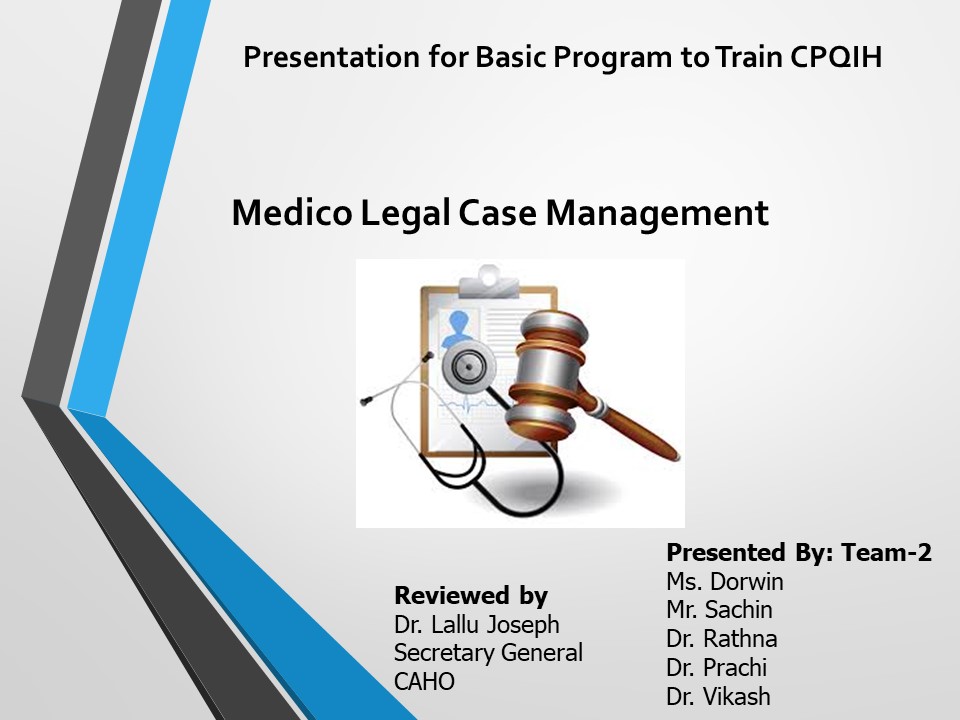 Presentation for Basic Program to Train CPQIH
Medico Legal Case Management
Reviewed by
Dr. Lallu Joseph
Secretary General
CAHO
Presented By: Team-2
Ms. Dorwin
Mr. Sachin
Dr. Rathna
Dr. Prachi
Dr. Vikash